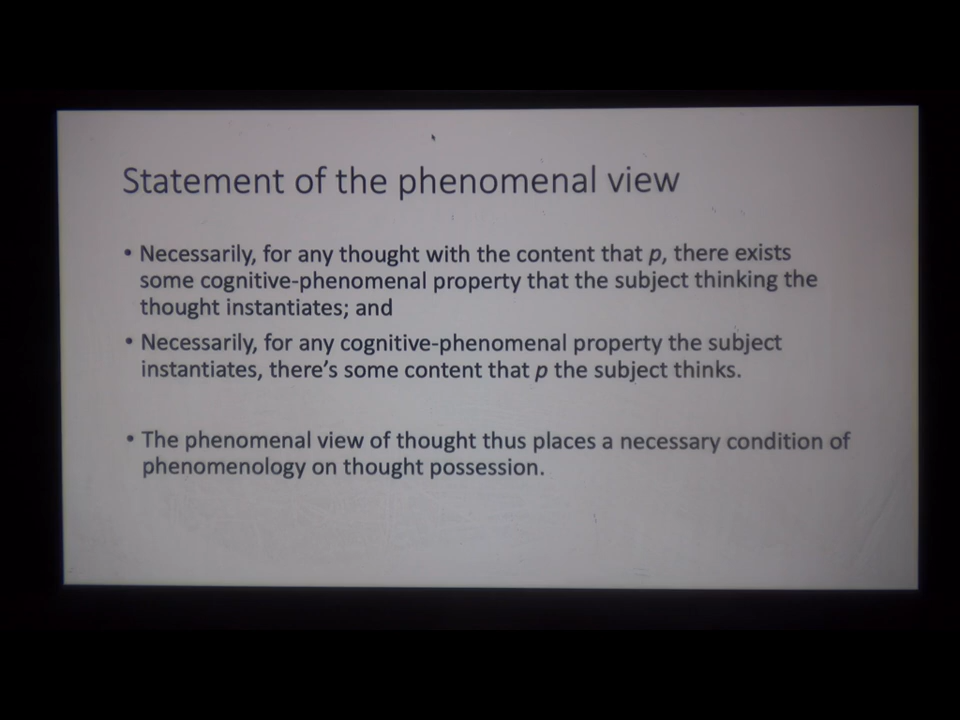 Statement of the phenomenal view
• Necessarily, for any thought with the content that p, there exists
some cognitive-phenomenal property that the subject thinking the
thought instantiates; and
• Necessarily, for any cognitive-phenomenal property the subject
instantiates, there's some content that p the subject thinks.
• The phenomenal view of thought thus places a necessary condition of
phenomenology on thought possession.